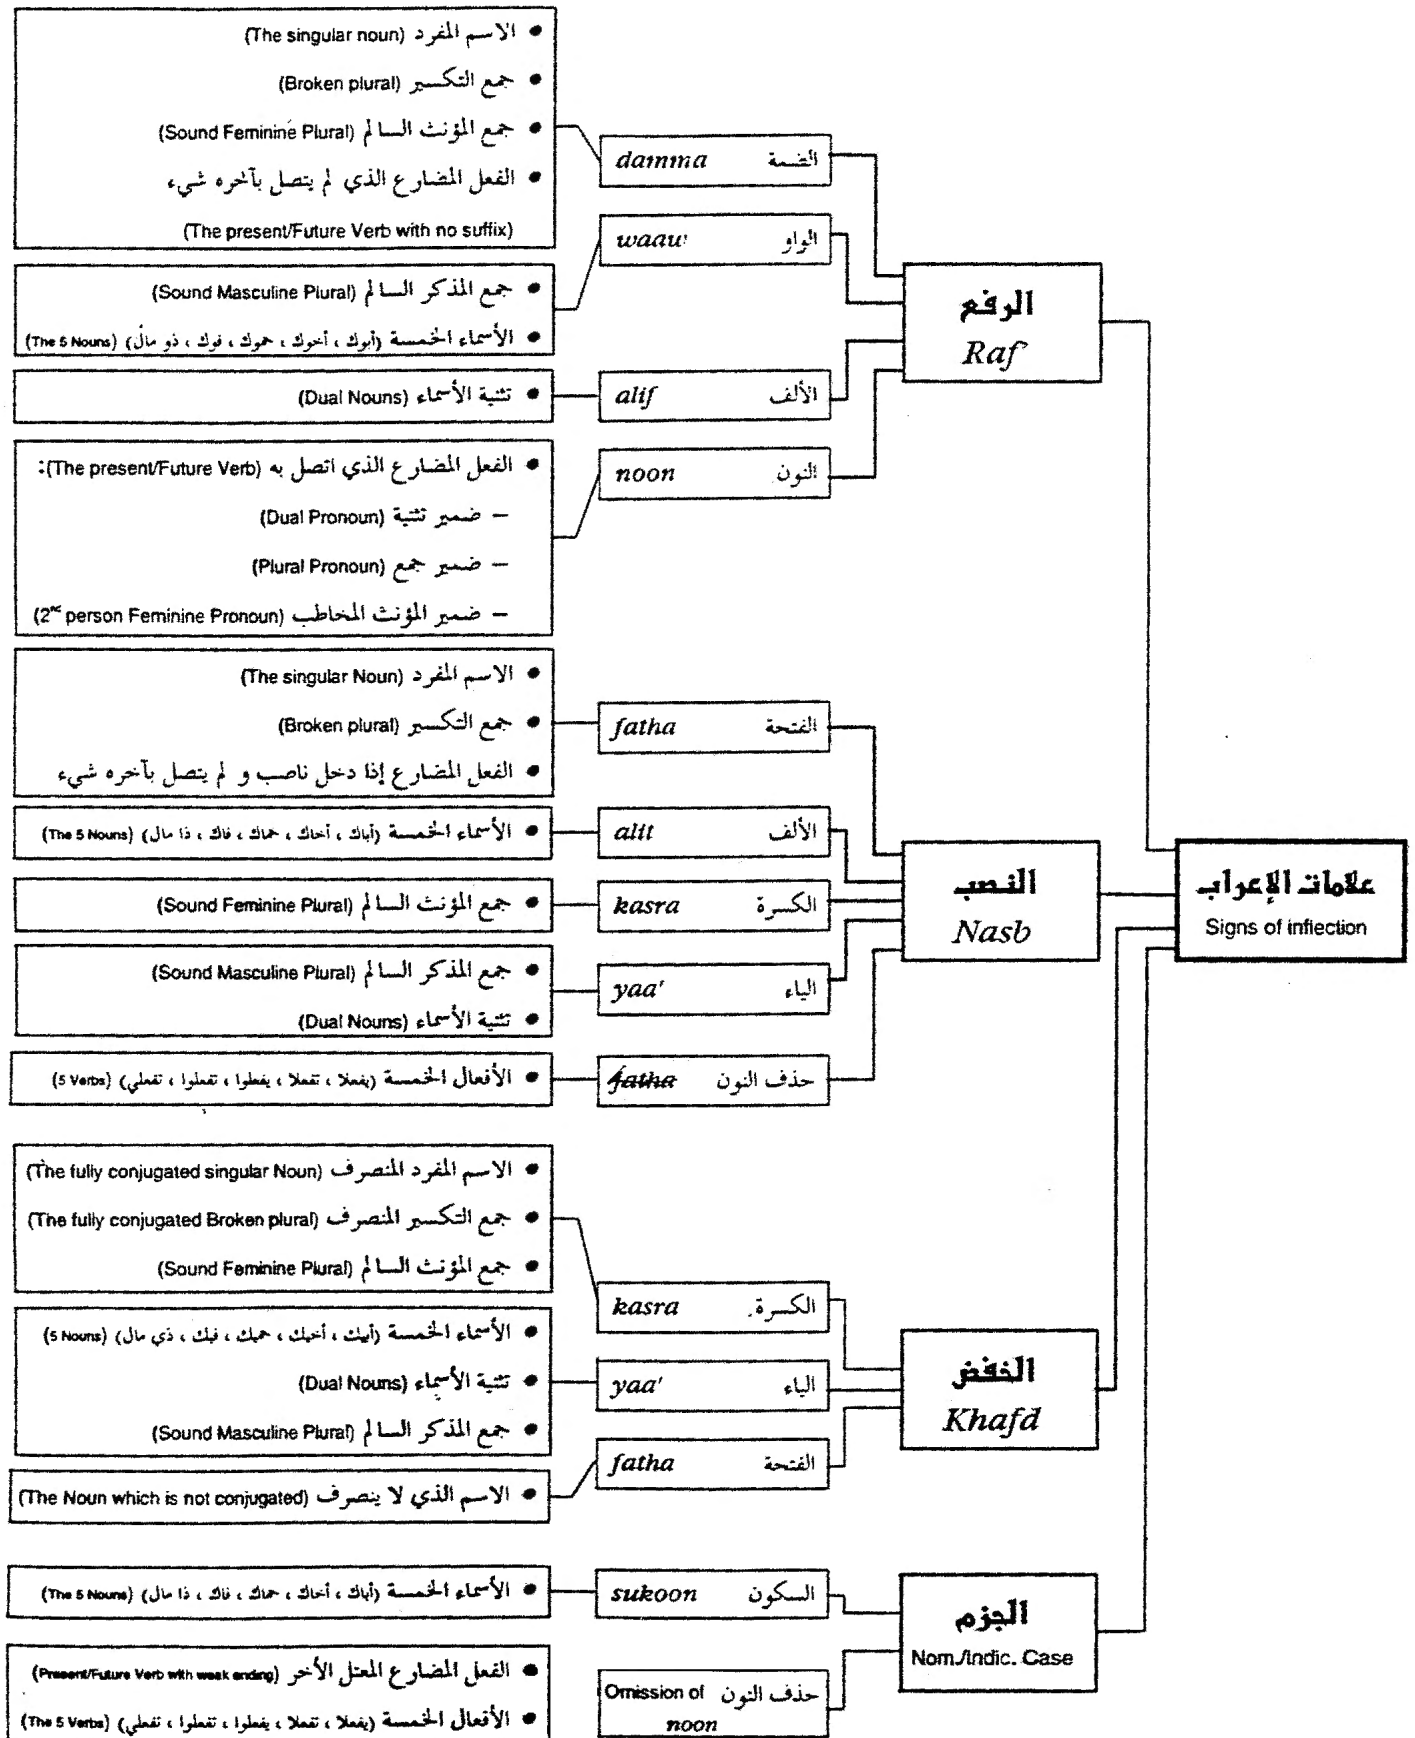 • الاسم المفرد (The singular noun)
• جمع التكسير (Broken plural)
• جمع المؤنث السالم (Sound Feminine Plural)
• الفعل المضارع الذي لم يتصل بآخره شيء
(The present/Future Verb with no suffix)
damma الضمة
• جمع المذكر السالم (Sound Masculine Plural)
• الأسماء الخمسة (أبوك ، أخوك ، حموك ، فوك ، ذو مال) (The 5 Nouns)
waaw الواو
• تثنية الأسماء (Dual Nouns)
alif الألف
• الفعل المضارع الذي اتصل به (The present/Future Verb):
– ضمير تثنية (Dual Pronoun)
– ضمير جمع (Plural Pronoun)
– ضمير المؤنث المخاطب (2nd person Feminine Pronoun)
noon النون
الرفع
Raf'
• الاسم المفرد (The singular Noun)
• جمع التكسير (Broken plural)
• الفعل المضارع إذا دخل ناصب و لم يتصل بآخره شيء
fatha الفتحة
• الأسماء الخمسة (أباك ، أخاك ، حماك ، فاك ، ذا مال) (The 5 Nouns)
alif الألف
• جمع المؤنث السالم (Sound Feminine Plural)
kasra الكسرة
• جمع المذكر السالم (Sound Masculine Plural)
• تثنية الأسماء (Dual Nouns)
yaa' الياء
• الأفعال الخمسة (يفعلا ، تفعلا ، يفعلوا ، تفعلوا ، تفعلي) (5 Verbs)
fatha حذف النون
النصب
Nasb
علامات الإعراب
Signs of inflection
• الاسم المفرد المنصرف (The fully conjugated singular Noun)
• جمع التكسير المنصرف (The fully conjugated Broken plural)
• جمع المؤنث السالم (Sound Feminine Plural)
kasra الكسرة
• الأسماء الخمسة (أبيك ، أخيك ، حميك ، فيك ، ذي مال) (5 Nouns)
• تثنية الأسماء (Dual Nouns)
• جمع المذكر السالم (Sound Masculine Plural)
yaa' الياء
• الاسم الذي لا ينصرف (The Noun which is not conjugated)
fatha الفتحة
الخفض
Khafd
• الأسماء الخمسة (أباك ، أخاك ، حماك ، فاك ، ذا مال) (The 5 Nouns)
sukoon السكون
• الفعل المضارع المعتل الأخر (Present/Future Verb with weak ending)
• الأفعال الخمسة (يفعلا ، تفعلا ، يفعلوا ، تفعلوا ، تفعلي) (The 5 Verbs)
Omission of حذف النون
noon
الجزم
Nom./Indic. Case